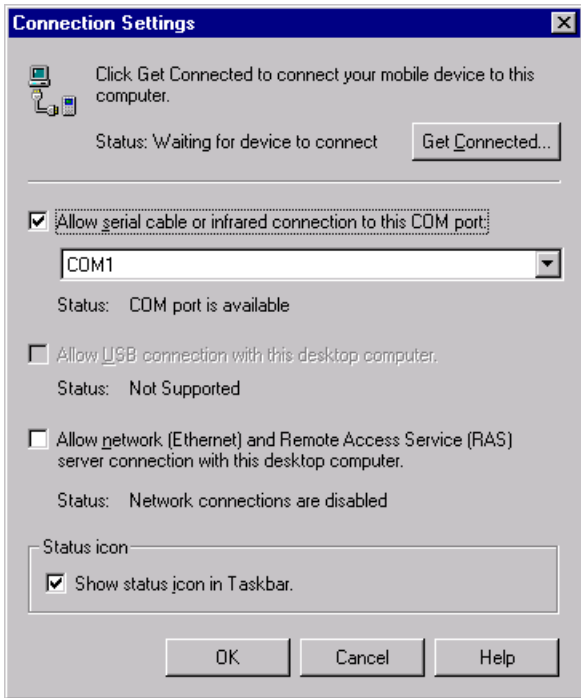 Connection Settings
Click Get Connected to connect your mobile device to this
computer.
Status: Waiting for device to connect
Get Connected...
Allow serial cable or infrared connection to this COM port:
COM1
Status: COM port is available
Allow USB connection with this desktop computer.
Status: Not Supported
Allow network (Ethernet) and Remote Access Service (RAS)
server connection with this desktop computer.
Status: Network connections are disabled
Status icon
Show status icon in Taskbar.
OK Cancel Help